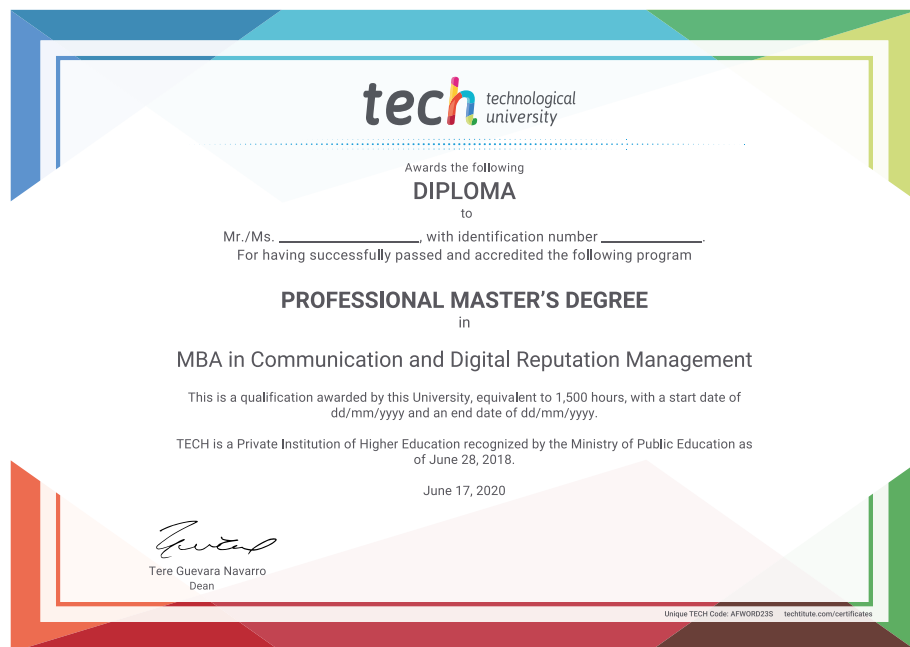 tech technological
university
Awards the following
DIPLOMA
to
Mr./Ms. ________________, with identification number ____________.
For having successfully passed and accredited the following program
PROFESSIONAL MASTER'S DEGREE
in
MBA in Communication and Digital Reputation Management
This is a qualification awarded by this University, equivalent to 1,500 hours, with a start date of
dd/mm/yyyy and an end date of dd/mm/yyyy.
TECH is a Private Institution of Higher Education recognized by the Ministry of Public Education as
of June 28, 2018.
June 17, 2020
Tere Guevara Navarro
Dean
Unique TECH Code: AFWORD23S techtitute.com/certificates